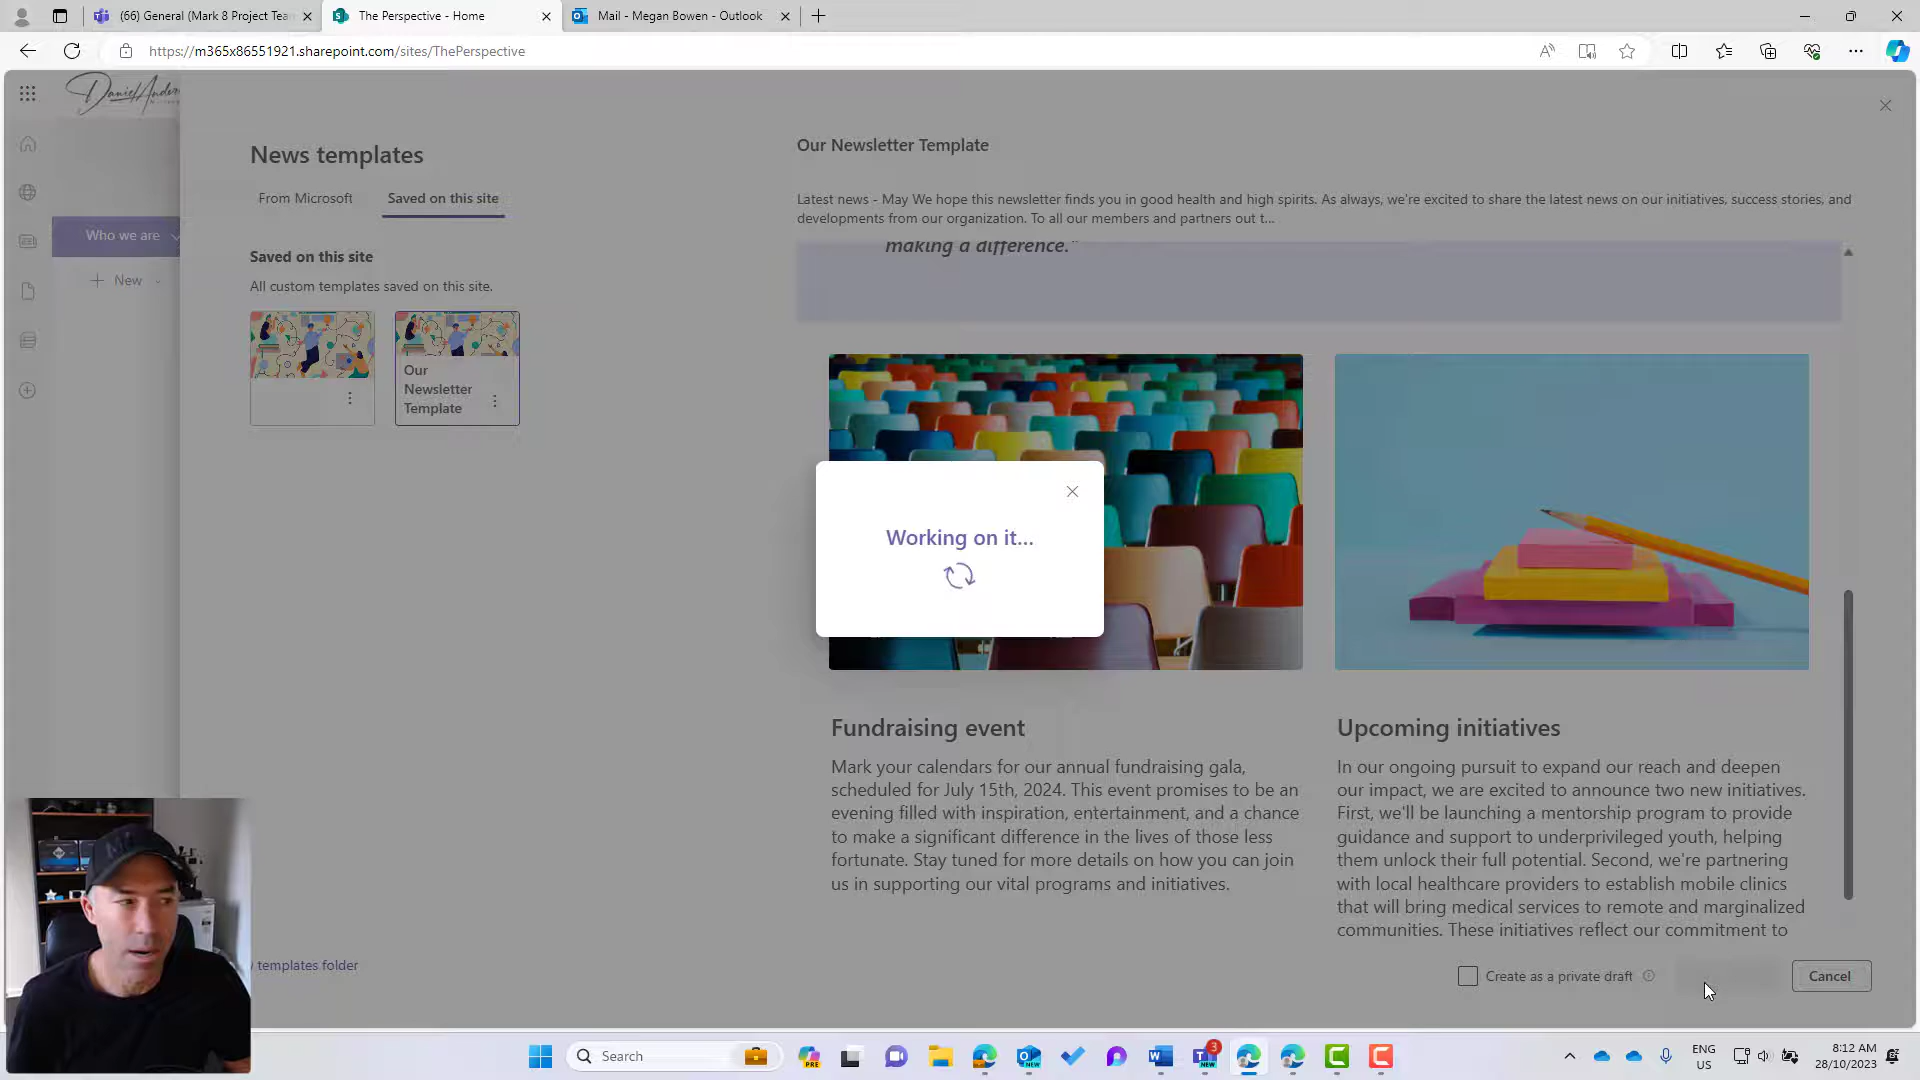 (66) General (Mark 8 Project Tea
The Perspective - Home
Mail - Megan Bowen - Outlook
https://m365x86551921.sharepoint.com/sites/ThePerspective
News templates
From Microsoft
Saved on this site
Saved on this site
All custom templates saved on this site.
Our
Newsletter
Template
Who we are
New
templates folder
Our Newsletter Template
Latest news - May We hope this newsletter finds you in good health and high spirits. As always, we're excited to share the latest news on our initiatives, success stories, and
developments from our organization. To all our members and partners out t...
making a difference."
Working on it...
Fundraising event
Mark your calendars for our annual fundraising gala,
scheduled for July 15th, 2024. This event promises to be an
evening filled with inspiration, entertainment, and a chance
to make a significant difference in the lives of those less
fortunate. Stay tuned for more details on how you can join
us in supporting our vital programs and initiatives.
Upcoming initiatives
In our ongoing pursuit to expand our reach and deepen
our impact, we are excited to announce two new initiatives.
First, we'll be launching a mentorship program to provide
guidance and support to underprivileged youth, helping
them unlock their full potential. Second, we're partnering
with local healthcare providers to establish mobile clinics
that will bring medical services to remote and marginalized
communities. These initiatives reflect our commitment to
Create as a private draft
Cancel
Search
PRE
NEW
3
NEW
ENG
US
8:12 AM
28/10/2023